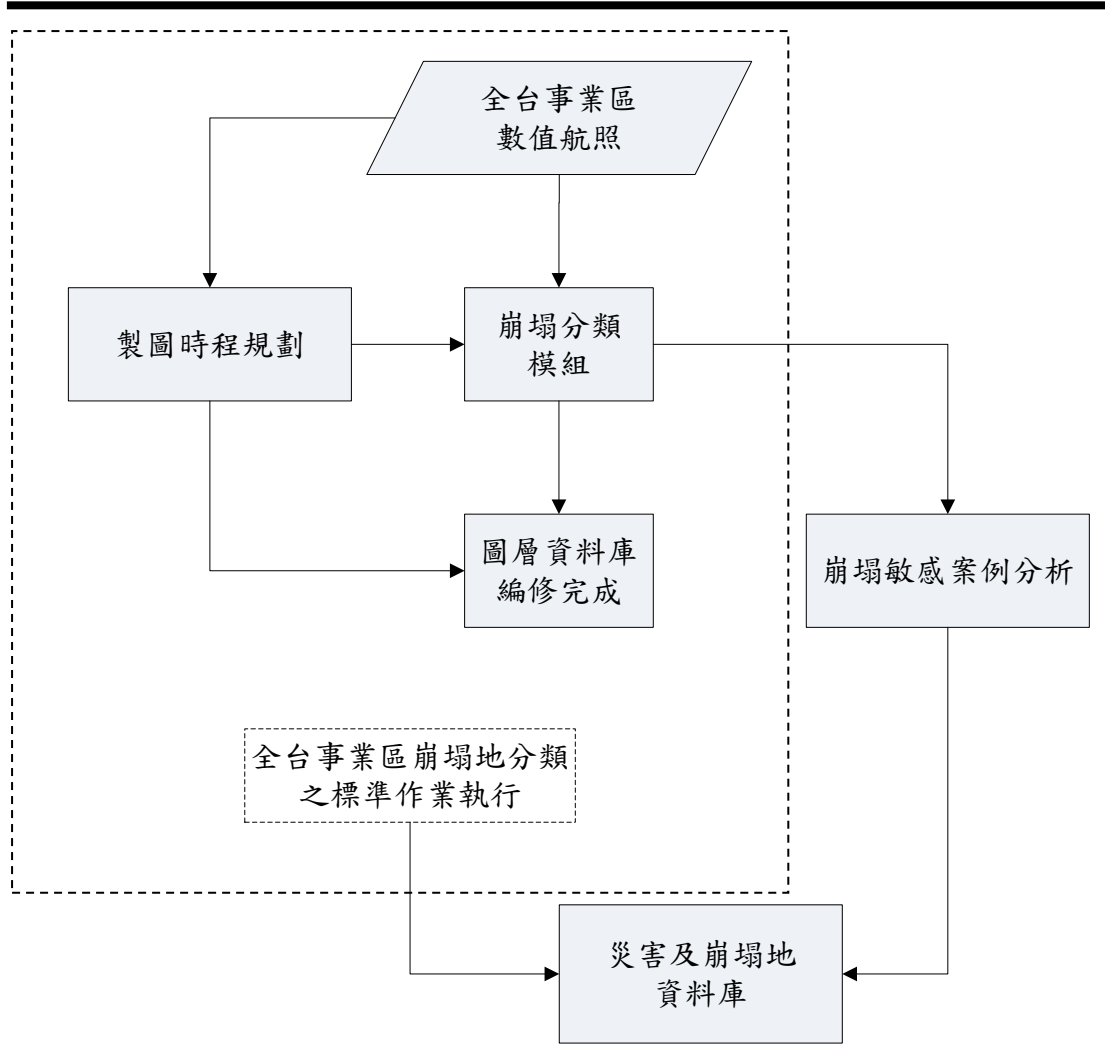 全台事業區
數值航照
製圖時程規劃
崩塌分類
模組
圖層資料庫
編修完成
崩塌敏感案例分析
全台事業區崩塌地分類
之標準作業執行
災害及崩塌地
資料庫